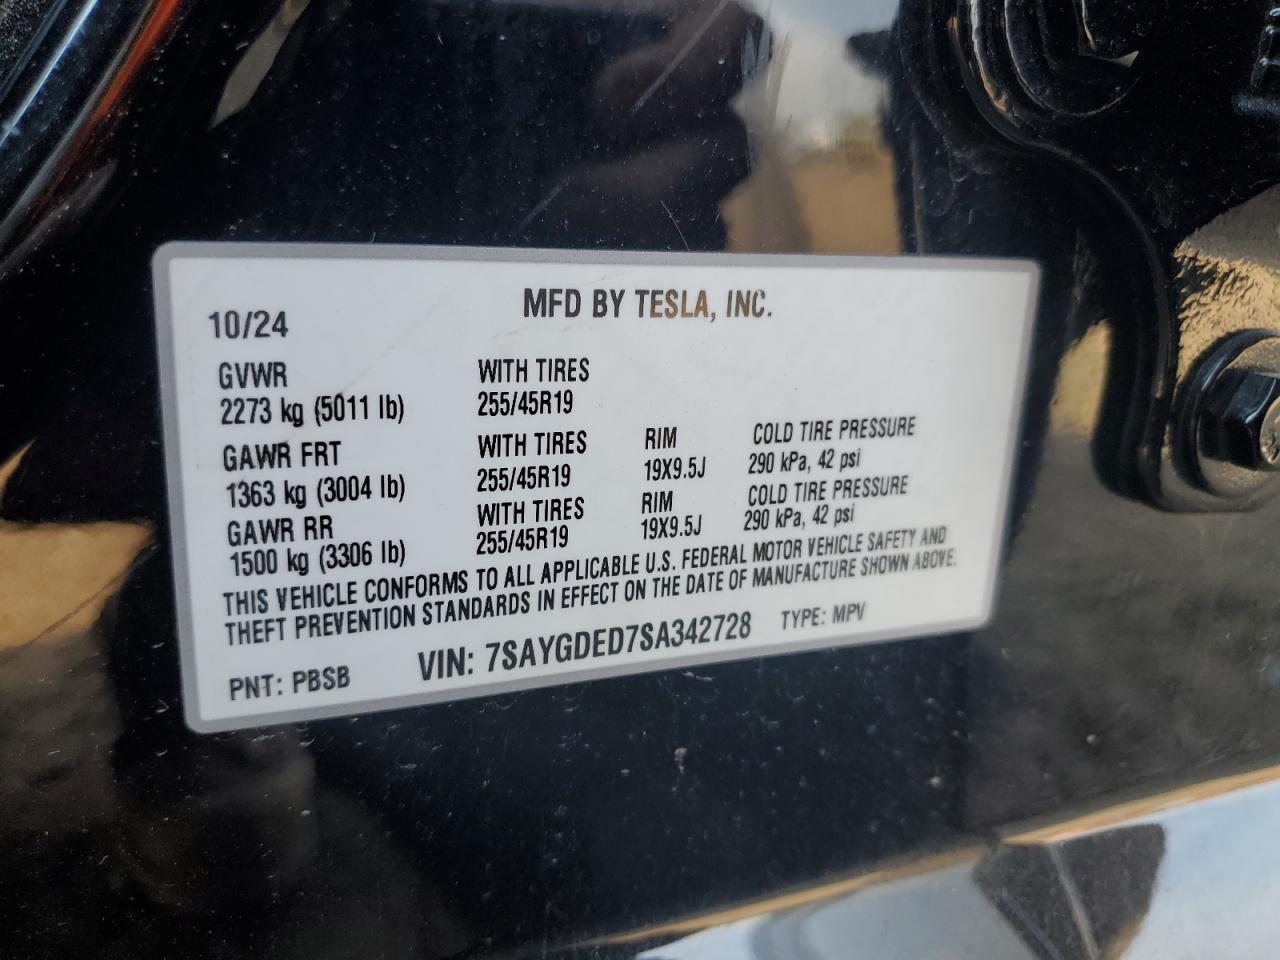 MFD BY TESLA, INC.
10/24
GVWR WITH TIRES
2273 kg (5011 lb) 255/45R19
GAWR FRT WITH TIRES RIM COLD TIRE PRESSURE
1363 kg (3004 lb) 255/45R19 19X9.5J 290 kPa, 42 psi
GAWR RR WITH TIRES RIM COLD TIRE PRESSURE
1500 kg (3306 lb) 255/45R19 19X9.5J 290 kPa, 42 psi
THIS VEHICLE CONFORMS TO ALL APPLICABLE U.S. FEDERAL MOTOR VEHICLE SAFETY AND
THEFT PREVENTION STANDARDS IN EFFECT ON THE DATE OF MANUFACTURE SHOWN ABOVE.
PNT: PBSB VIN: 7SAYGDED7SA342728 TYPE: MPV